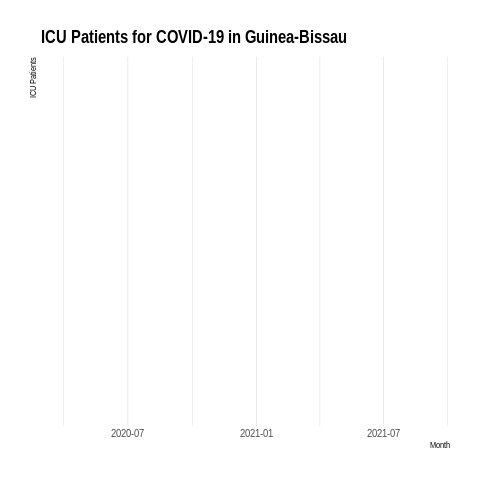 ICU Patients for COVID-19 in Guinea-Bissau
ICU Patients
2020-07
2021-01
2021-07
Month